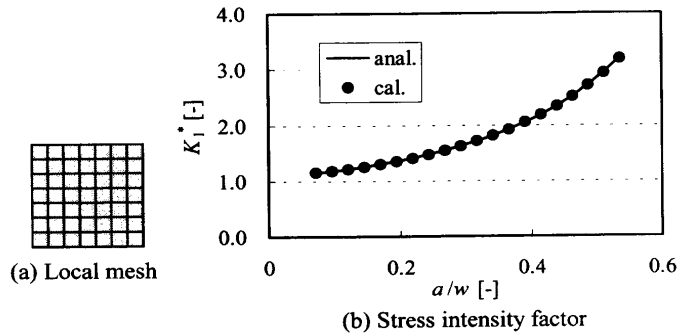 4.0
3.0
2.0
1.0
0.0
K₁* [-]
anal.
cal.
0
0.2
0.4
0.6
a/w [-]
(a) Local mesh
(b) Stress intensity factor